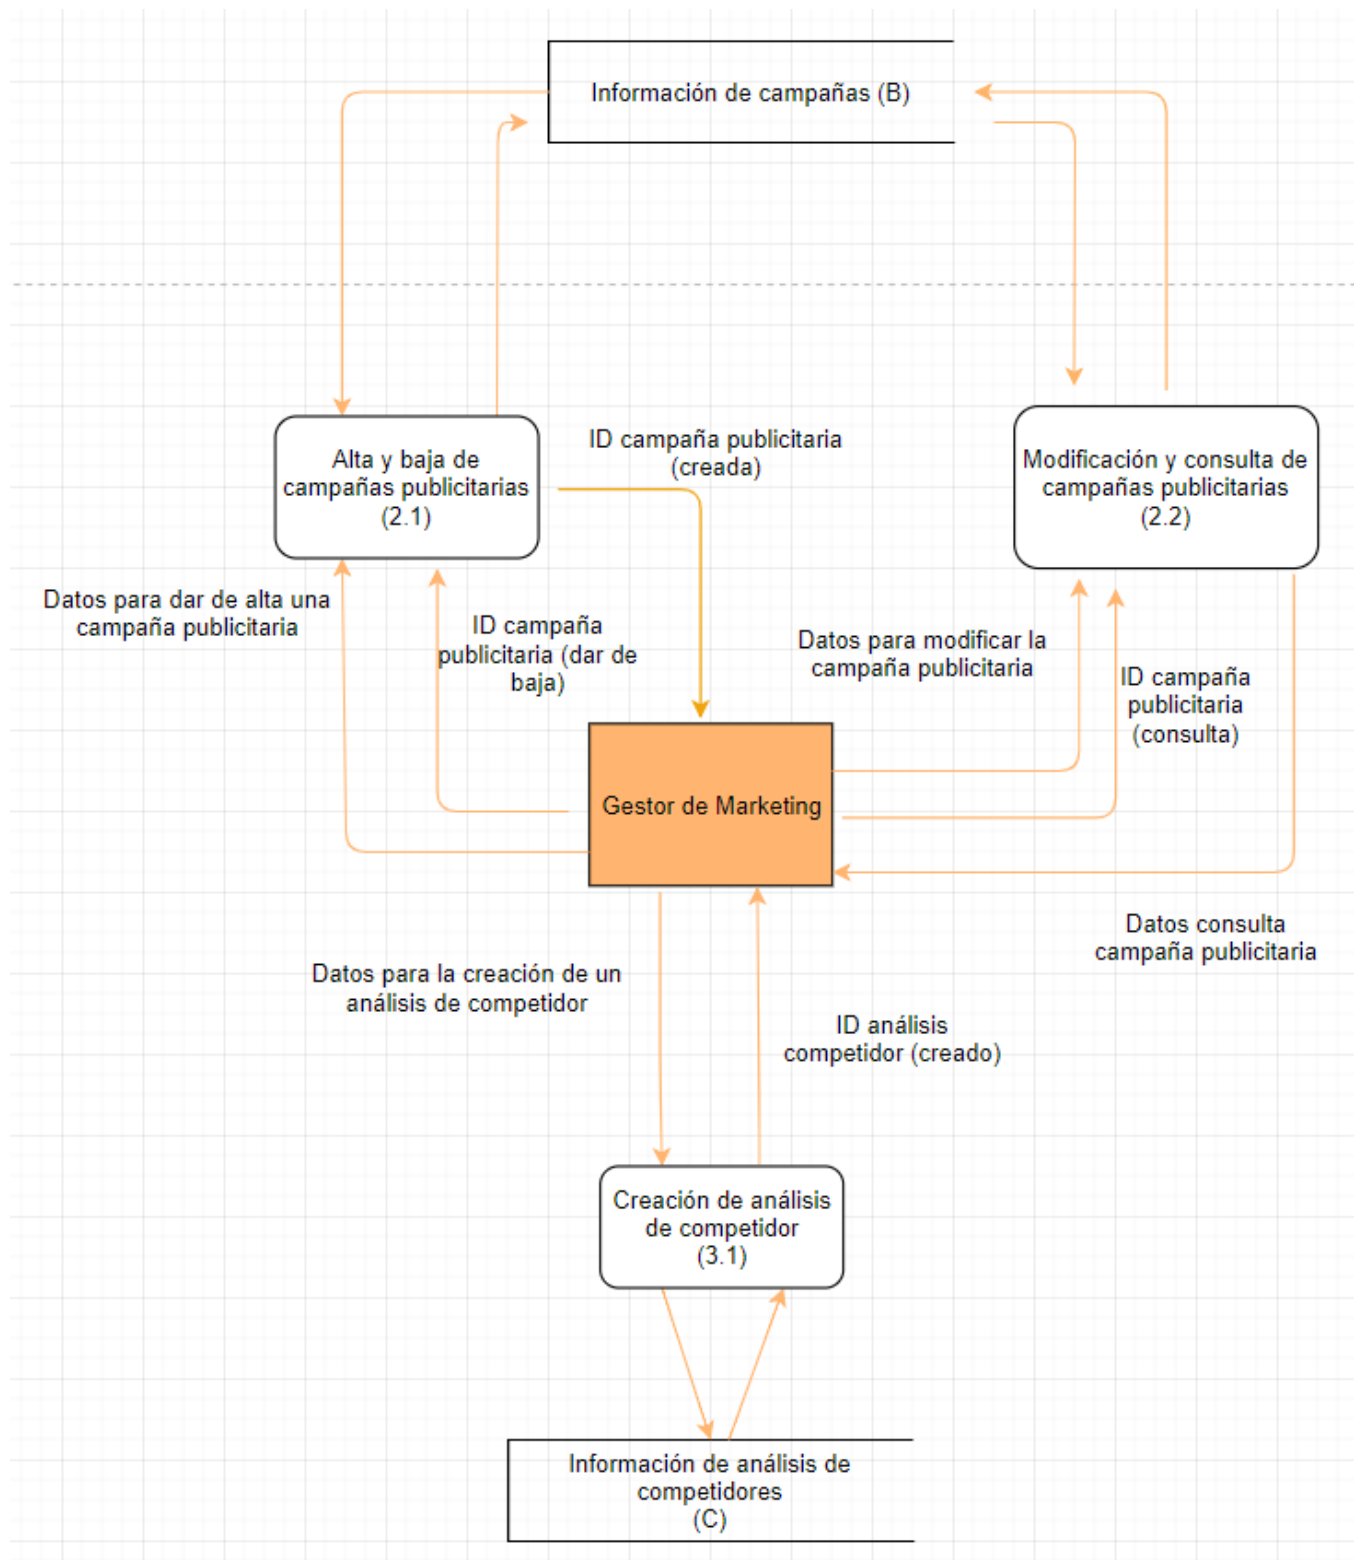 Información de campañas (B)
ID campaña publicitaria
(creada)
Alta y baja de
campañas publicitarias
(2.1)
Modificación y consulta de
campañas publicitarias
(2.2)
Datos para dar de alta una
campaña publicitaria
ID campaña
publicitaria (dar de
baja)
Datos para modificar la
campaña publicitaria
ID campaña
publicitaria
(consulta)
Gestor de Marketing
Datos consulta
campaña publicitaria
Datos para la creación de un
análisis de competidor
ID análisis
competidor (creado)
Creación de análisis
de competidor
(3.1)
Información de análisis de
competidores
(C)